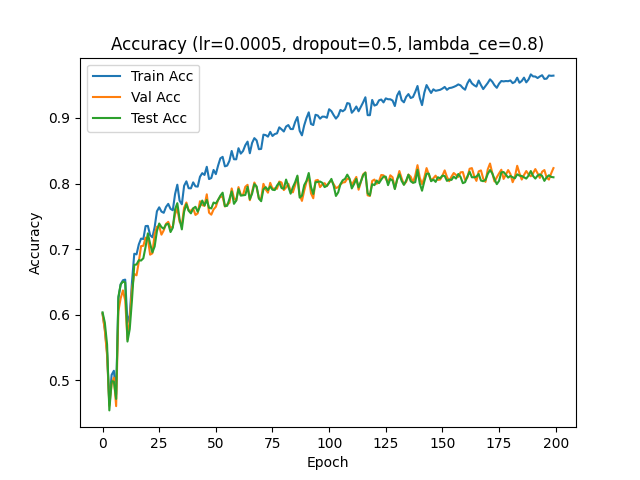 Accuracy (lr=0.0005, dropout=0.5, lambda_ce=0.8)
Train Acc
Val Acc
Test Acc
0.9
0.8
0.7
0.6
0.5
Accuracy
0 25 50 75 100 125 150 175 200
Epoch